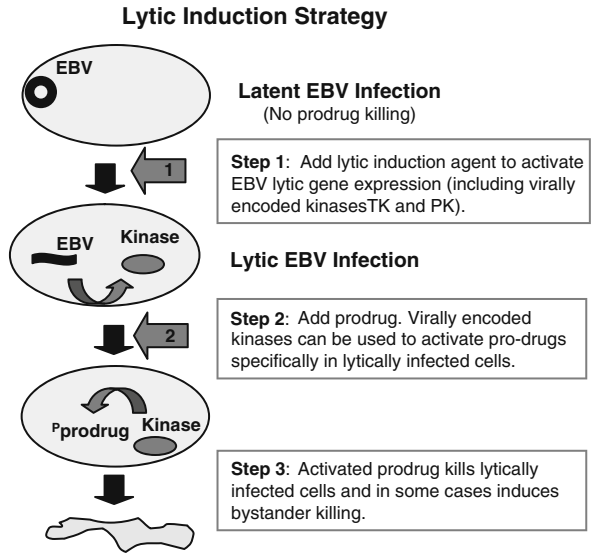 Lytic Induction Strategy
EBV
Latent EBV Infection
(No prodrug killing)
1
Step 1: Add lytic induction agent to activate
EBV lytic gene expression (including virally
encoded kinasesTK and PK).
EBV
Kinase
Lytic EBV Infection
2
Step 2: Add prodrug. Virally encoded
kinases can be used to activate pro-drugs
specifically in lytically infected cells.
Pprodrug
Kinase
Step 3: Activated prodrug kills lytically
infected cells and in some cases induces
bystander killing.